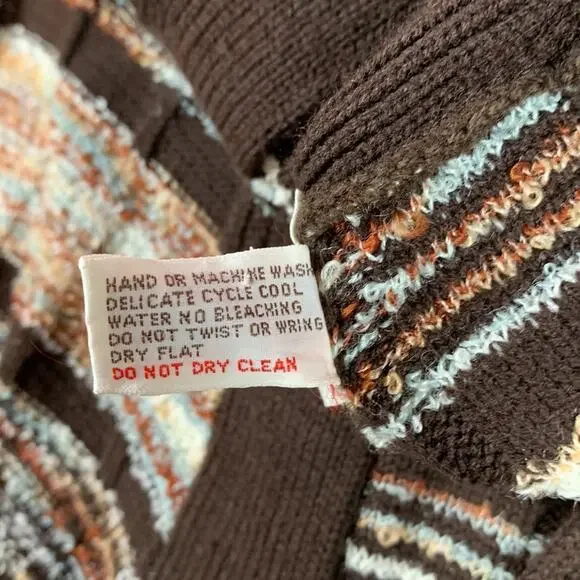 HAND OR MACHINE WASH
DELICATE CYCLE COOL
WATER NO BLEACHING
DO NOT TWIST OR WRING
DRY FLAT
DO NOT DRY CLEAN